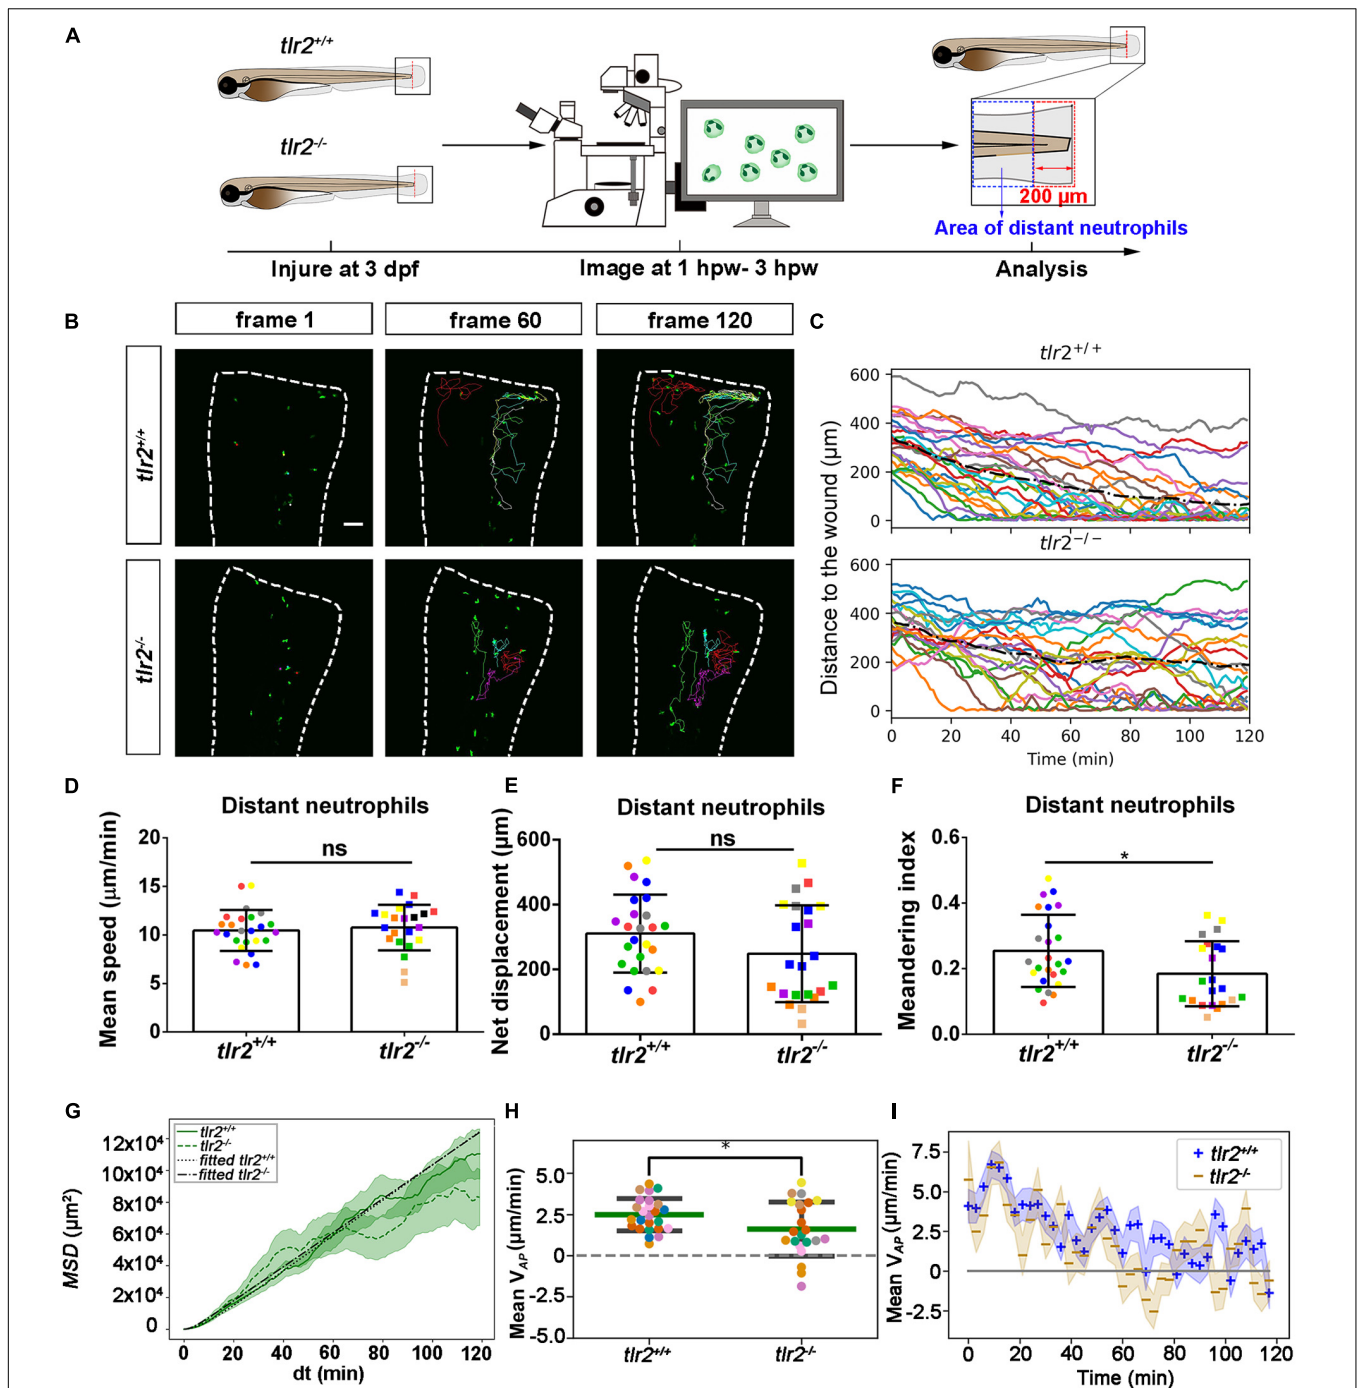 A
tlr2+/+
tlr2-/-
200 μm
Area of distant neutrophils
Injure at 3 dpf
Image at 1 hpw- 3 hpw
Analysis
B
frame 1
frame 60
frame 120
tlr2+/+
tlr2-/-
C
tlr2+/+
600
400
200
0
tlr2−/−
600
400
200
0
0 20 40 60 80 100 120
Distance to the wound (μm)
Time (min)
D
Distant neutrophils
ns
20
15
10
5
0
Mean speed (μm/min)
tlr2+/+
tlr2-/-
E
Distant neutrophils
ns
600
400
200
0
Net displacement (μm)
tlr2+/+
tlr2-/-
F
Distant neutrophils
*
0.6
0.4
0.2
0.0
Meandering index
tlr2+/+
tlr2-/-
G
tlr2+/+
tlr2-/-
fitted tlr2+/+
fitted tlr2-/-
12x10⁴
10x10⁴
8x10⁴
6x10⁴
4x10⁴
2x10⁴
0
MSD (μm²)
0 20 40 60 80 100 120
dt (min)
H
*
5.0
2.5
0
-2.5
-5.0
Mean VAP (μm/min)
tlr2+/+
tlr2-/-
I
tlr2+/+
tlr2-/-
7.5
5.0
2.5
0
-2.5
Mean VAP (μm/min)
0 20 40 60 80 100 120
Time (min)